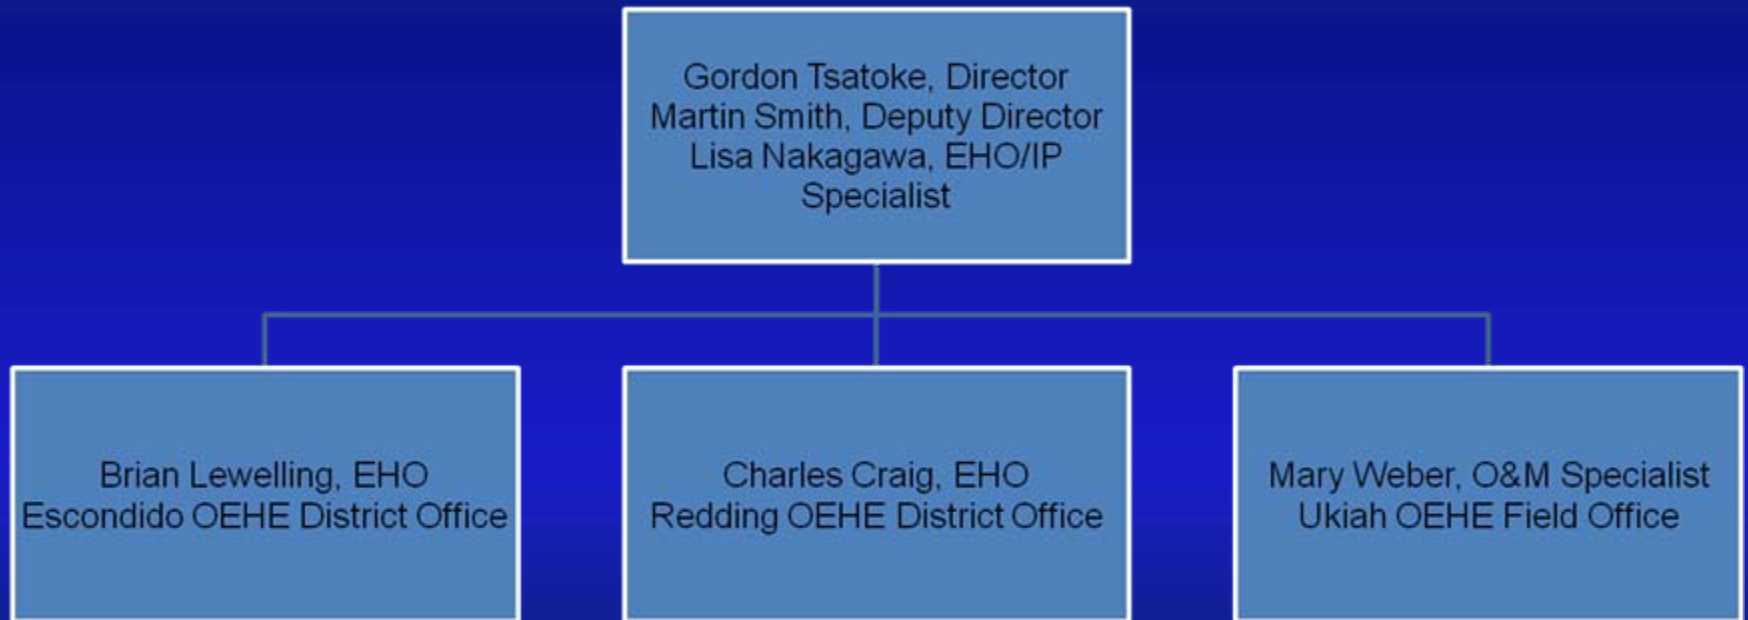 Gordon Tsatoke, Director
Martin Smith, Deputy Director
Lisa Nakagawa, EHO/IP
Specialist
Brian Lewelling, EHO
Escondido OEHE District Office
Charles Craig, EHO
Redding OEHE District Office
Mary Weber, O&M Specialist
Ukiah OEHE Field Office